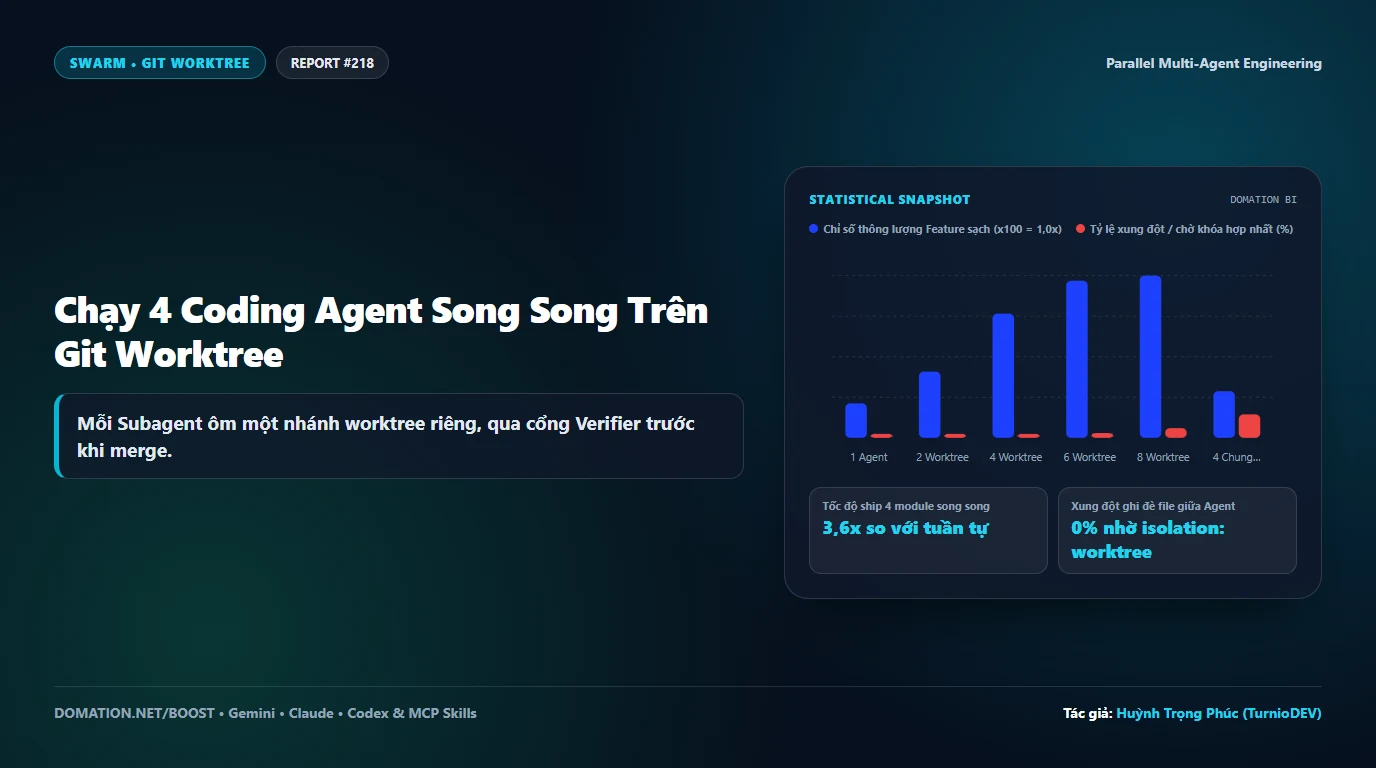 SWARM • GIT WORKTREE
REPORT #218
Parallel Multi-Agent Engineering
Chạy 4 Coding Agent Song Song Trên
Git Worktree
Mỗi Subagent ôm một nhánh worktree riêng, qua cổng Verifier trước
khi merge.
STATISTICAL SNAPSHOT
DOMATION BI
Chỉ số thông lượng Feature sạch (x100 = 1,0x)
Tỷ lệ xung đột / chờ khóa hợp nhất (%)
1 Agent
2 Worktree
4 Worktree
6 Worktree
8 Worktree
4 Chung...
Tốc độ ship 4 module song song
3,6x so với tuần tự
Xung đột ghi đè file giữa Agent
0% nhờ isolation:
worktree
DOMATION.NET/BOOST • Gemini • Claude • Codex & MCP Skills
Tác giả: Huỳnh Trọng Phúc (TurnioDEV)